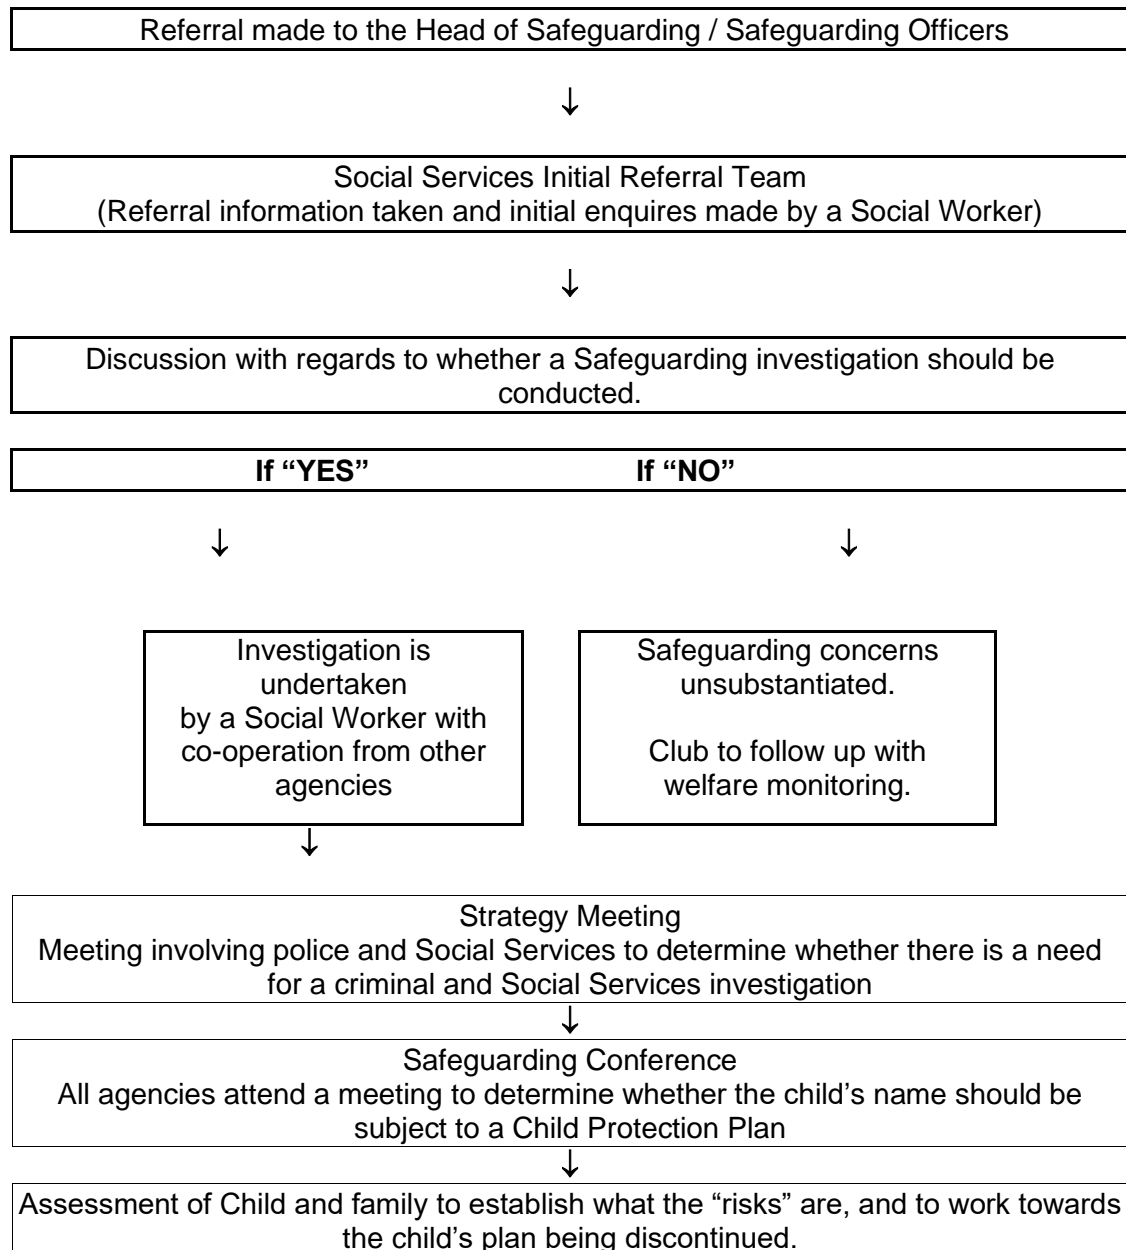 Referral made to the Head of Safeguarding / Safeguarding Officers
↓
Social Services Initial Referral Team
(Referral information taken and initial enquires made by a Social Worker)
↓
Discussion with regards to whether a Safeguarding investigation should be
conducted.
If “YES” If “NO”
↓ ↓
Investigation is
undertaken
by a Social Worker with
co-operation from other
agencies
↓
Safeguarding concerns
unsubstantiated.
Club to follow up with
welfare monitoring.
Strategy Meeting
Meeting involving police and Social Services to determine whether there is a need
for a criminal and Social Services investigation
↓
Safeguarding Conference
All agencies attend a meeting to determine whether the child’s name should be
subject to a Child Protection Plan
↓
Assessment of Child and family to establish what the “risks” are, and to work towards
the child’s plan being discontinued.